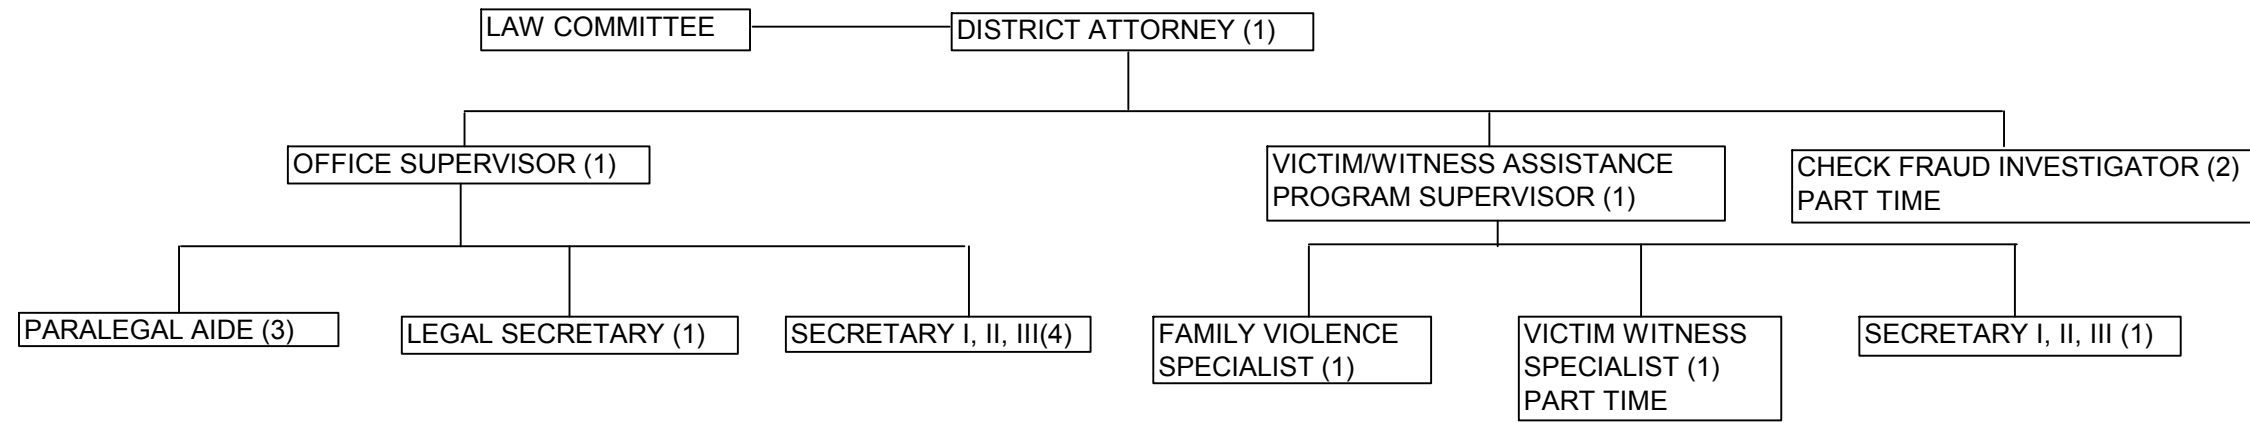 LAW COMMITTEE
DISTRICT ATTORNEY (1)
OFFICE SUPERVISOR (1)
VICTIM/WITNESS ASSISTANCE
PROGRAM SUPERVISOR (1)
CHECK FRAUD INVESTIGATOR (2)
PART TIME
PARALEGAL AIDE (3)
LEGAL SECRETARY (1)
SECRETARY I, II, III(4)
FAMILY VIOLENCE
SPECIALIST (1)
VICTIM WITNESS
SPECIALIST (1)
PART TIME
SECRETARY I, II, III (1)